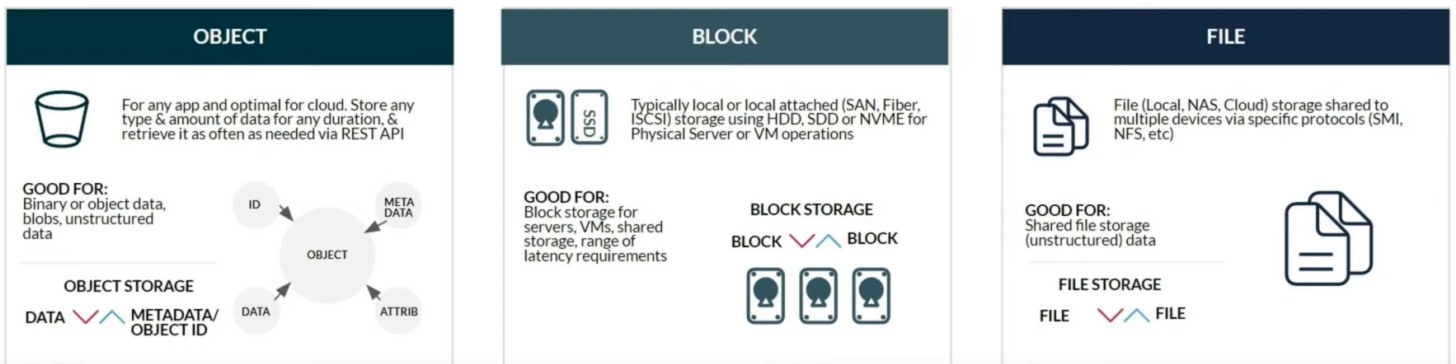 OBJECT
For any app and optimal for cloud. Store any
type & amount of data for any duration, &
retrieve it as often as needed via REST API
GOOD FOR:
Binary or object data,
blobs, unstructured
data
ID
META
DATA
OBJECT
DATA
ATTRIB
OBJECT STORAGE
DATA
METADATA/
OBJECT ID
BLOCK
SSD
Typically local or local attached (SAN, Fiber,
ISCSI) storage using HDD, SDD or NVME for
Physical Server or VM operations
GOOD FOR:
Block storage for
servers, VMs, shared
storage, range of
latency requirements
BLOCK STORAGE
BLOCK
BLOCK
FILE
File (Local, NAS, Cloud) storage shared to
multiple devices via specific protocols (SMI,
NFS, etc)
GOOD FOR:
Shared file storage
(unstructured) data
FILE STORAGE
FILE
FILE